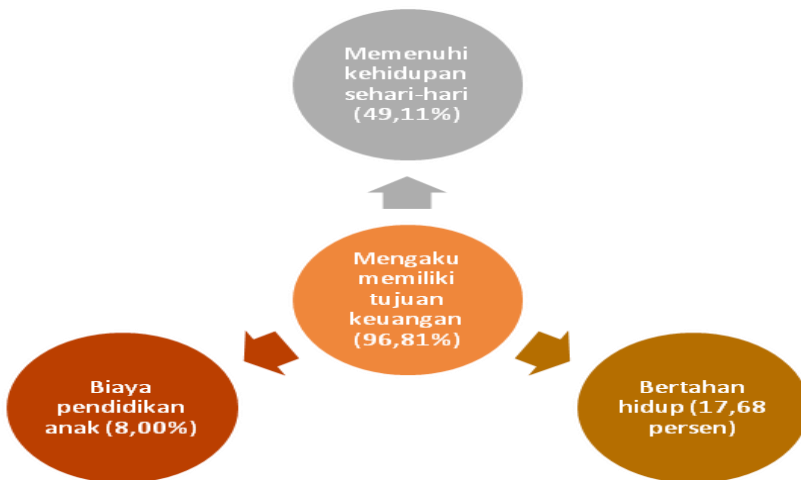 Memenuhi
kehidupan
sehari-hari
(49,11%)
Mengaku
memiliki
tujuan
keuangan
(96,81%)
Biaya
pendidikan
anak (8,00%)
Bertahan
hidup (17,68
persen)